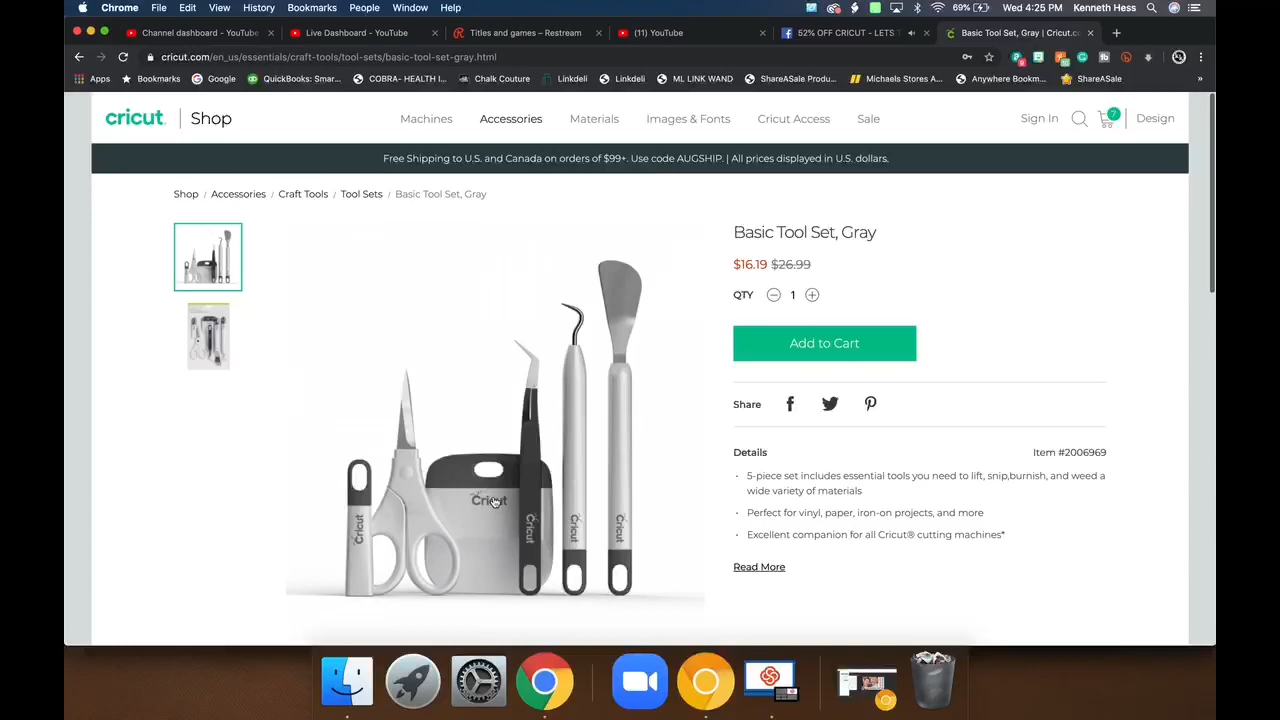 Chrome File Edit View History Bookmarks People Window Help 69% Wed 4:25 PM Kenneth Hess
Channel dashboard - YouTube Live Dashboard - YouTube Titles and games – Restream (11) YouTube 52% OFF CRICUT - LETS T Basic Tool Set, Gray | Cricut.co
cricut.com/en_us/essentials/craft-tools/tool-sets/basic-tool-set-gray.html
Apps Bookmarks Google QuickBooks: Smar... COBRA- HEALTH I... Chalk Couture Linkdeli Linkdeli ML LINK WAND ShareASale Produ... Michaels Stores A... Anywhere Bookm... ShareASale »
cricut Shop Machines Accessories Materials Images & Fonts Cricut Access Sale Sign In 7 Design
Free Shipping to U.S. and Canada on orders of $99+. Use code AUGSHIP. | All prices displayed in U.S. dollars.
Shop / Accessories / Craft Tools / Tool Sets / Basic Tool Set, Gray
Basic Tool Set, Gray
$16.19 $26.99
QTY 1
Add to Cart
Share
Details Item #2006969
· 5-piece set includes essential tools you need to lift, snip,burnish, and weed a
wide variety of materials
· Perfect for vinyl, paper, iron-on projects, and more
· Excellent companion for all Cricut® cutting machines*
Read More
Cricut
Cricut
Cricut
Cricut
Cricut